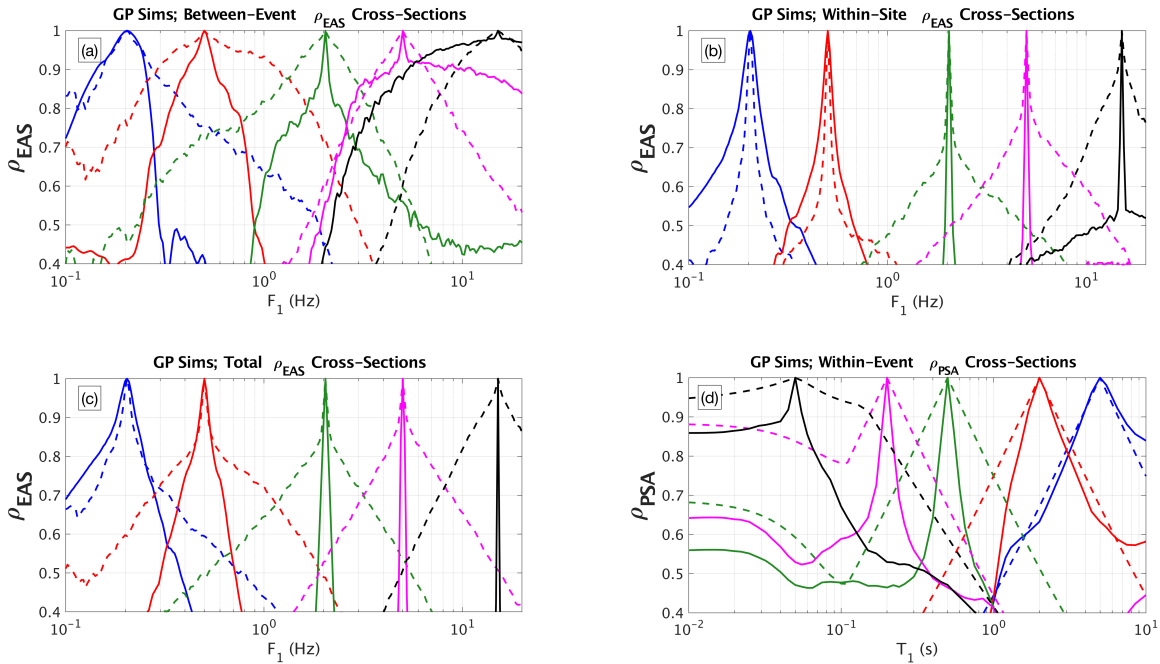 GP Sims; Between-Event ρEAS Cross-Sections
(a)
1
0.9
0.8
0.7
0.6
0.5
0.4
ρEAS
10-1 100 101
F1 (Hz)
GP Sims; Within-Site ρEAS Cross-Sections
(b)
1
0.9
0.8
0.7
0.6
0.5
0.4
ρEAS
10-1 100 101
F1 (Hz)
GP Sims; Total ρEAS Cross-Sections
(c)
1
0.9
0.8
0.7
0.6
0.5
0.4
ρEAS
10-1 100 101
F1 (Hz)
GP Sims; Within-Event ρPSA Cross-Sections
(d)
1
0.9
0.8
0.7
0.6
0.5
0.4
ρPSA
10-2 10-1 100 101
T1 (s)